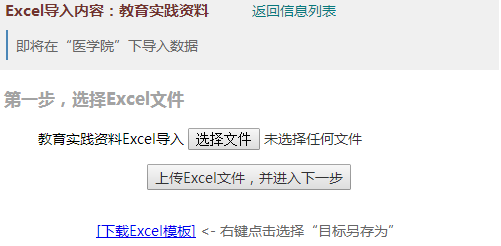 Excel导入内容：教育实践资料 返回信息列表
即将在“医学院”下导入数据
第一步，选择Excel文件
教育实践资料Excel导入 选择文件 未选择任何文件
上传Excel文件，并进入下一步
[下载Excel模板] <- 右键点击选择“目标另存为”